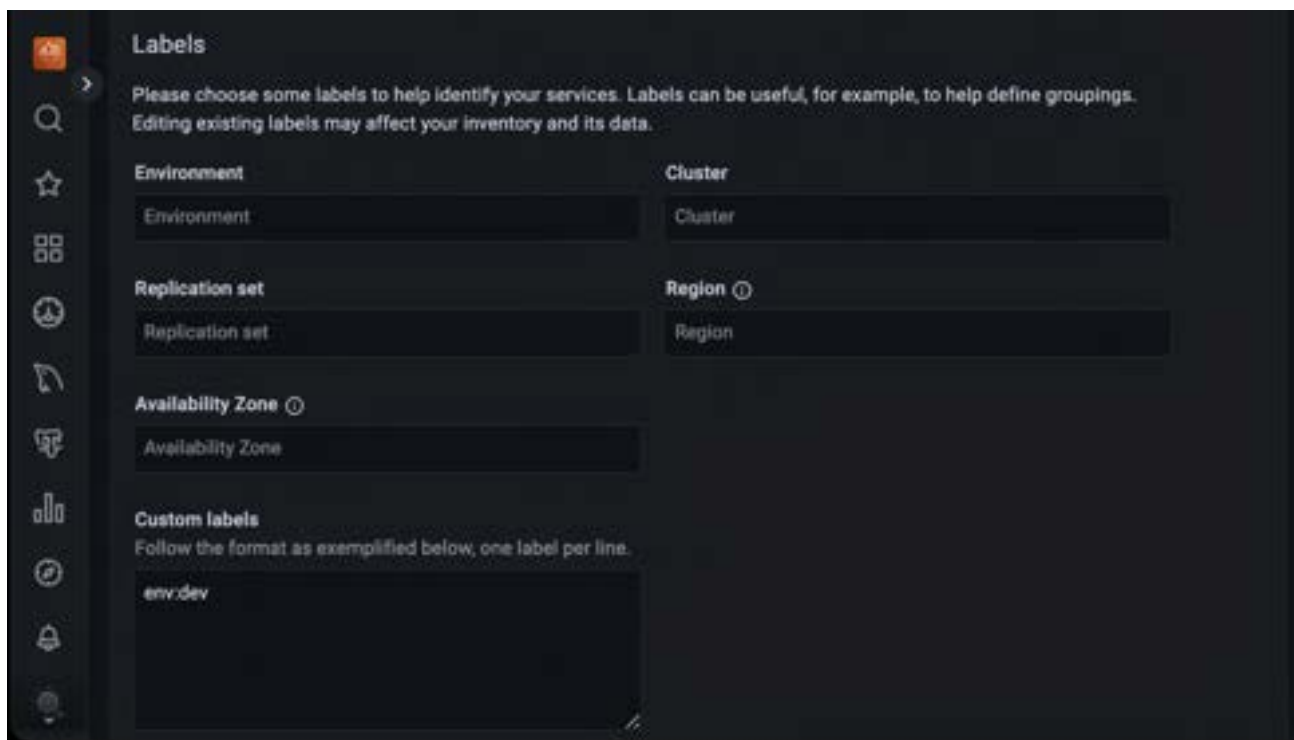 Labels
Please choose some labels to help identify your services. Labels can be useful, for example, to help define groupings.
Editing existing labels may affect your inventory and its data.
Environment
Cluster
Environment
Cluster
Replication set
Region
Replication set
Region
Availability Zone
Availability Zone
Custom labels
Follow the format as exemplified below, one label per line.
env:dev